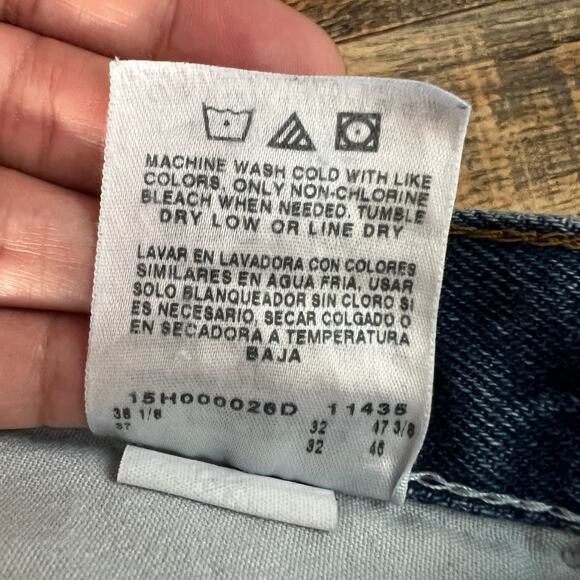 MACHINE WASH COLD WITH LIKE
COLORS, ONLY NON-CHLORINE
BLEACH WHEN NEEDED. TUMBLE
DRY LOW OR LINE DRY
LAVAR EN LAVADORA CON COLORES
SIMILARES EN AGUA FRIA, USAR
SOLO BLANQUEADOR SIN CLORO SI
ES NECESARIO, SECAR COLGADO O
EN SECADORA A TEMPERATURA
BAJA
15H000026D 11435
38 1/8 32 47 3/8
37 32 46